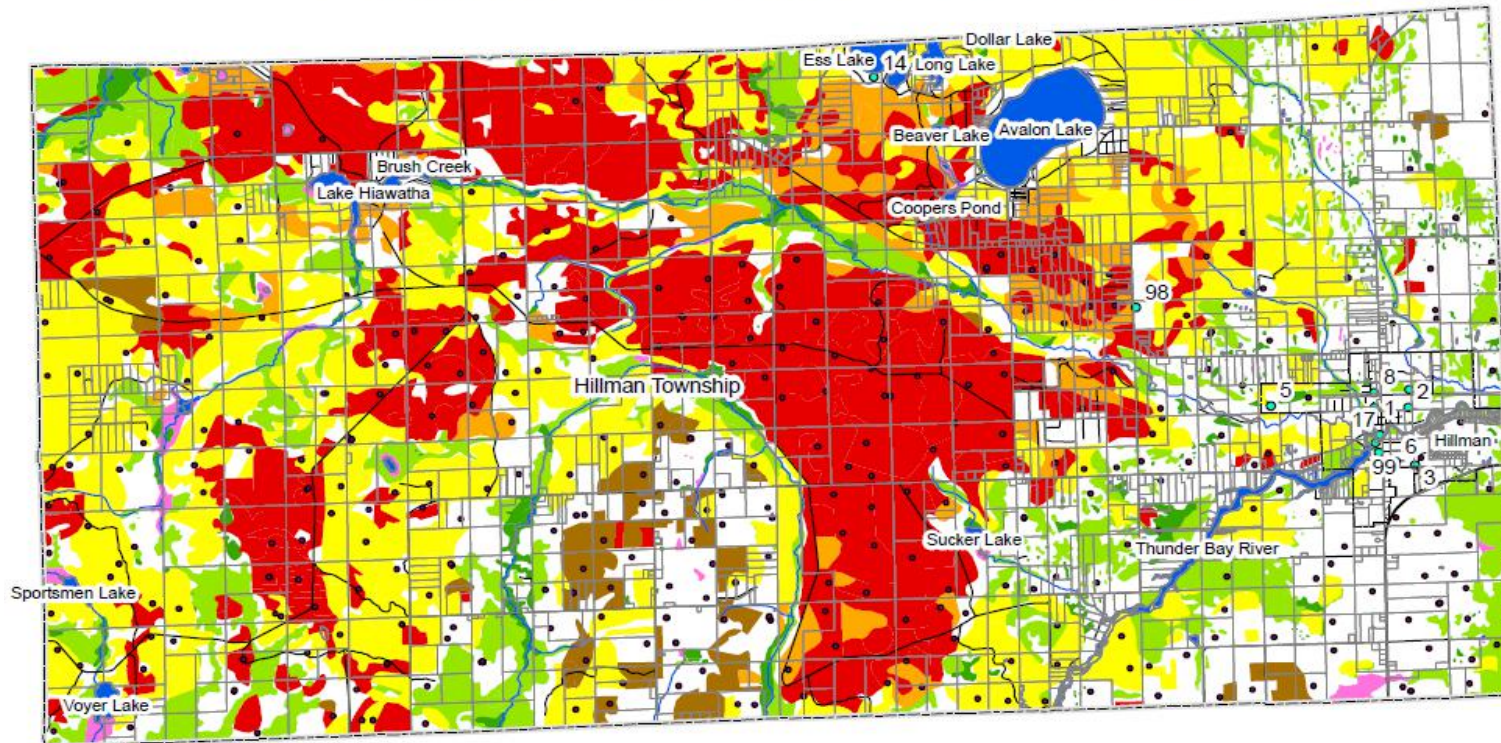 Dollar Lake
Ess Lake
14
Long Lake
Beaver Lake
Avalon Lake
Brush Creek
Lake Hiawatha
Coopers Pond
98
Hillman Township
8
5
2
1
17
6
Hillman
99
3
Sucker Lake
Thunder Bay River
Sportsmen Lake
Voyer Lake